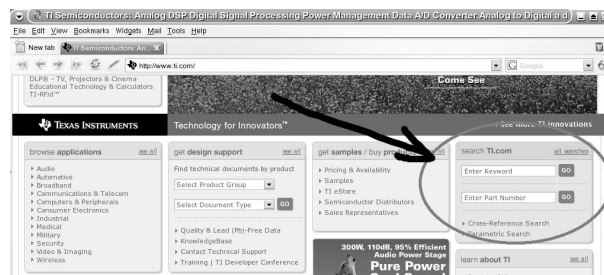 TI Semiconductors: Analog DSP Digital Signal Processing Power Management Data A/D Converter Analog to Digital a d
File Edit View Bookmarks Widgets Mail Tools Help
New tab TI Semiconductors: An...
http://www.ti.com/ Google
DLP® - TV, Projectors & Cinema
Educational Technology & Calculators
TI-RFid™
Come See
TEXAS INSTRUMENTS Technology for Innovators™ See more TI innovations
browse applications see all
Audio
Automotive
Broadband
Communications & Telecom
Computers & Peripherals
Consumer Electronics
Industrial
Medical
Military
Security
Video & Imaging
Wireless
get design support see all
Find technical documents by product
Select Product Group
Select Document Type GO
Quality & Lead (Pb)-Free Data
KnowledgeBase
Contact Technical Support
Training | TI Developer Conference
get samples / buy all
Pricing & Availability
Samples
TI eStore
Semiconductor Distributors
Sales Representatives
300W, 110dB, 95% Efficient
Audio Power Stage
Pure Power
search TI.com all searches
Enter Keyword GO
Enter Part Number GO
Cross-Reference Search
Parametric Search
learn about TI see all